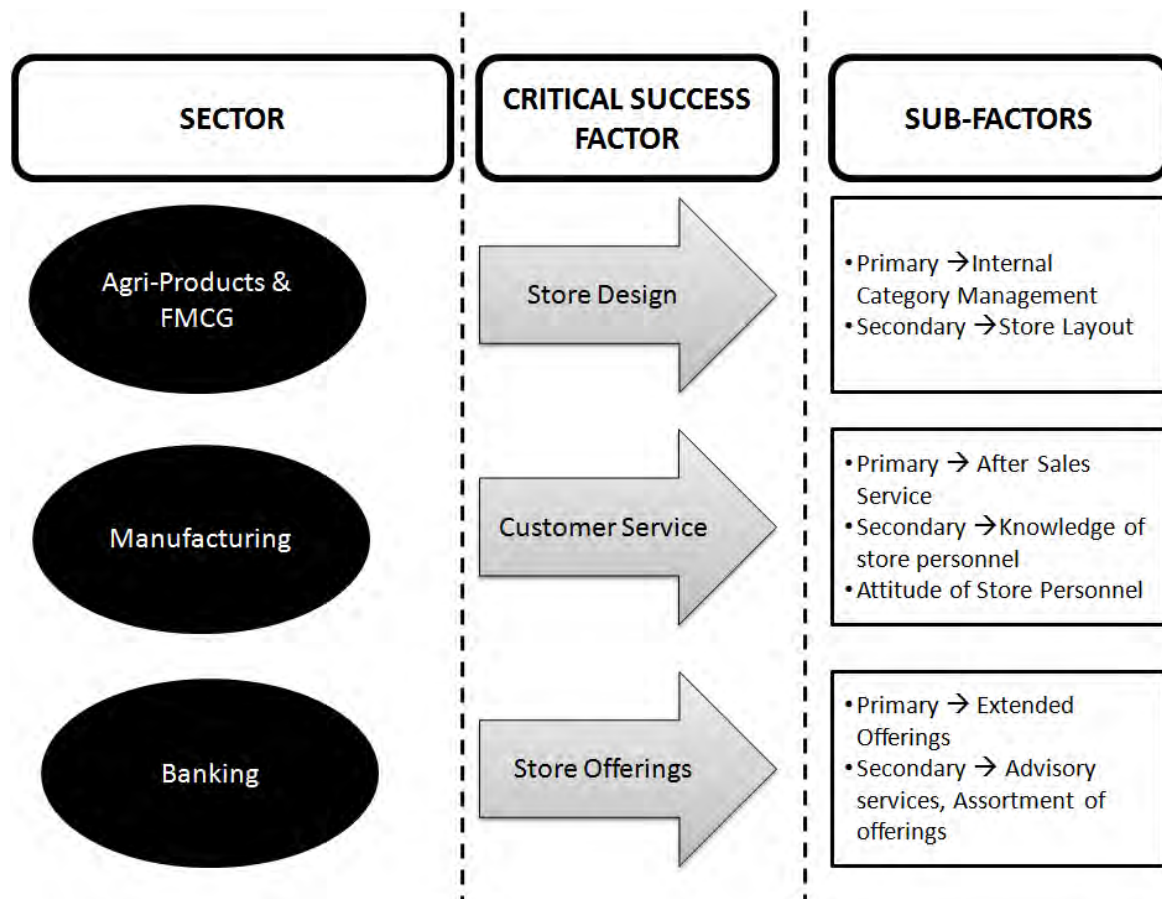 SECTOR
CRITICAL SUCCESS
FACTOR
SUB-FACTORS
Agri-Products &
FMCG
Store Design
•Primary →Internal
Category Management
•Secondary →Store Layout
Manufacturing
Customer Service
•Primary → After Sales
Service
•Secondary →Knowledge of
store personnel
•Attitude of Store Personnel
Banking
Store Offerings
•Primary → Extended
Offerings
•Secondary → Advisory
services, Assortment of
offerings